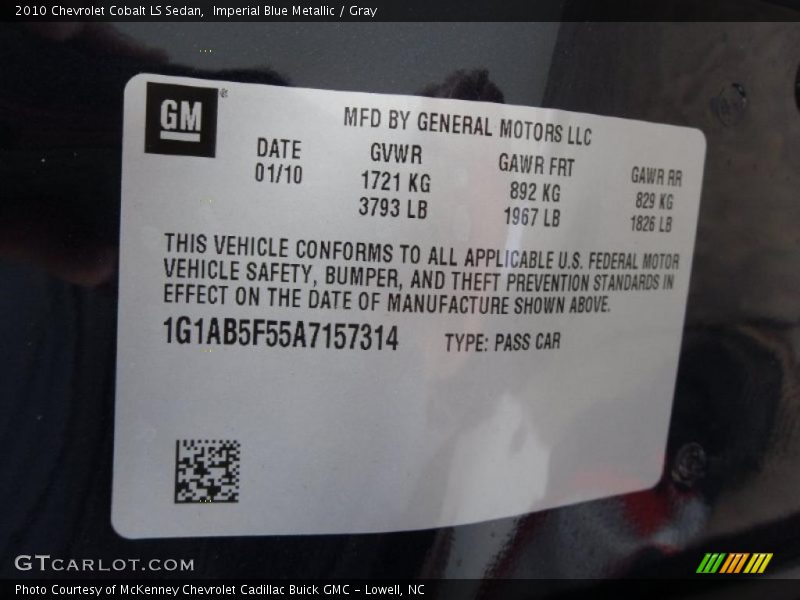 2010 Chevrolet Cobalt LS Sedan, Imperial Blue Metallic / Gray
GM ®
MFD BY GENERAL MOTORS LLC
DATE GVWR GAWR FRT GAWR RR
01/10 1721 KG 892 KG 829 KG
3793 LB 1967 LB 1826 LB
THIS VEHICLE CONFORMS TO ALL APPLICABLE U.S. FEDERAL MOTOR
VEHICLE SAFETY, BUMPER, AND THEFT PREVENTION STANDARDS IN
EFFECT ON THE DATE OF MANUFACTURE SHOWN ABOVE.
1G1AB5F55A7157314 TYPE: PASS CAR
GTCARLOT.COM
Photo Courtesy of McKenney Chevrolet Cadillac Buick GMC - Lowell, NC